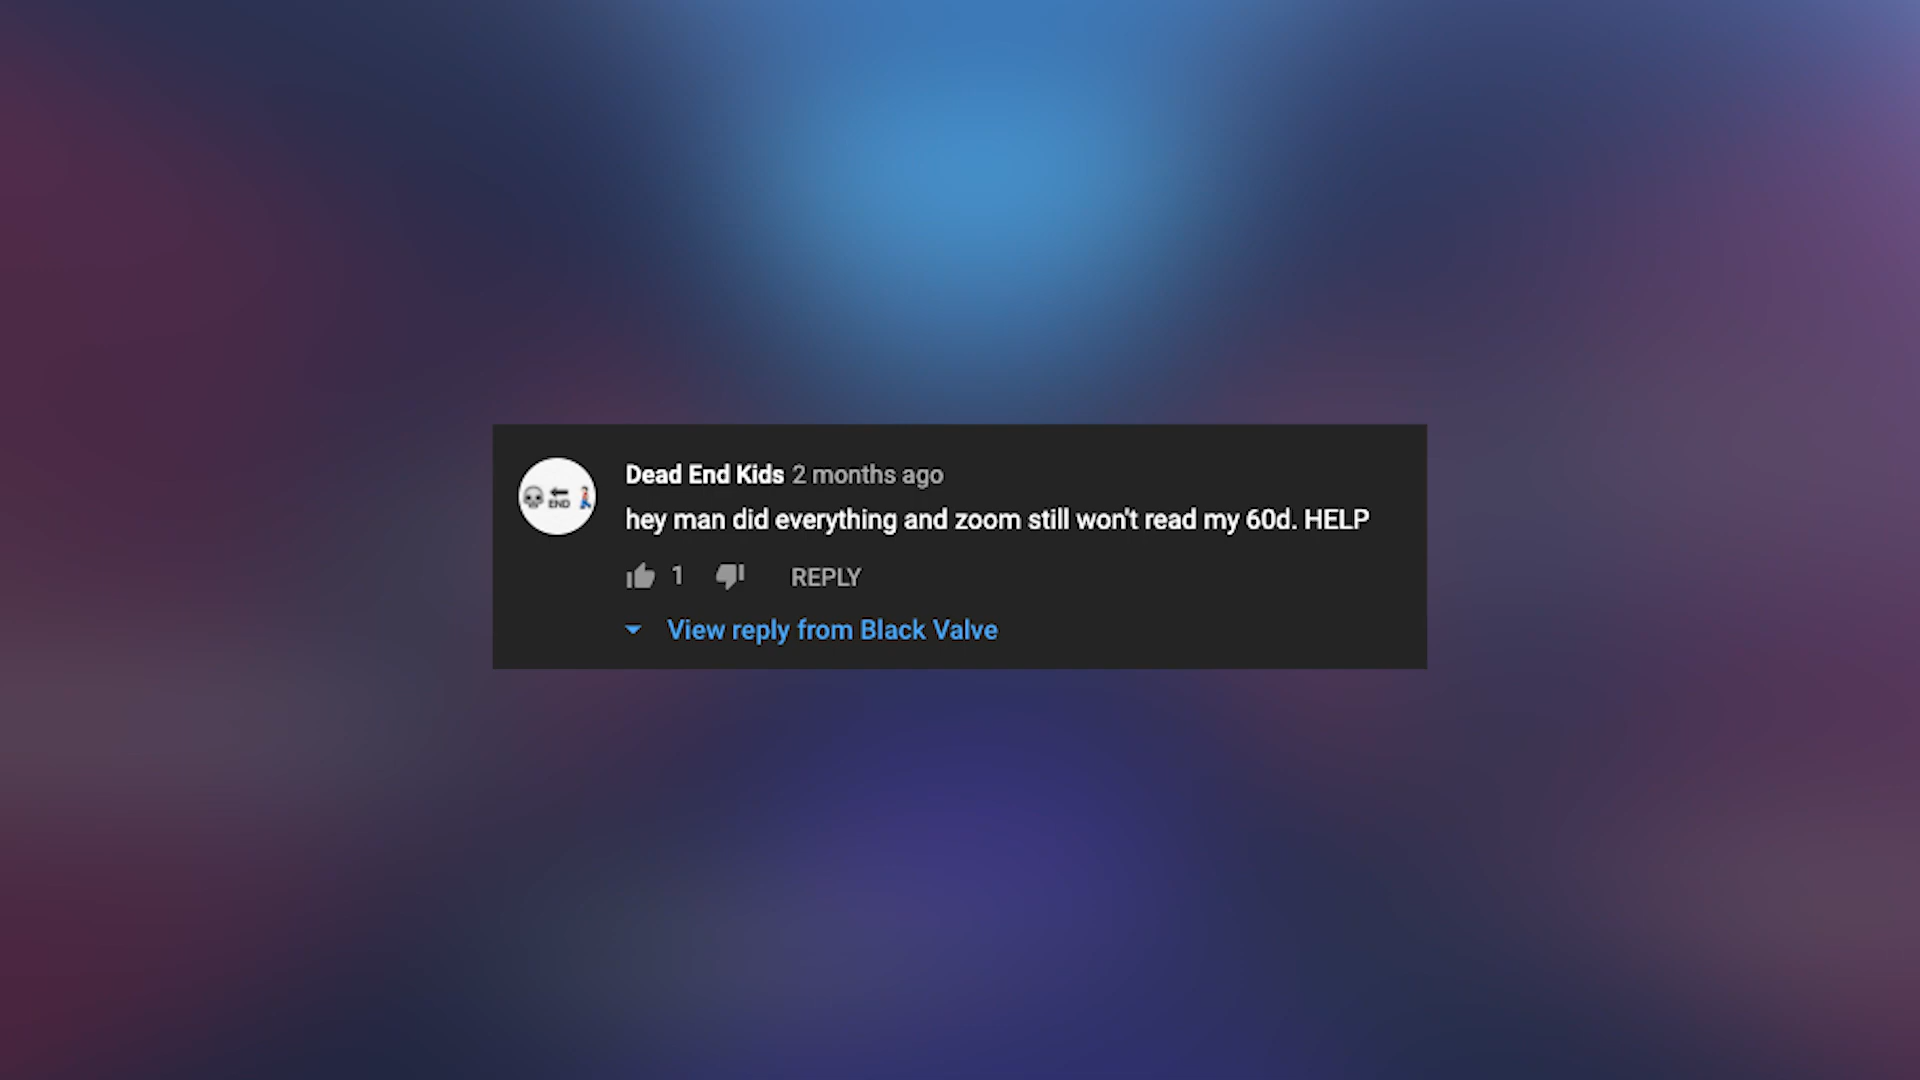 Dead End Kids 2 months ago
hey man did everything and zoom still won't read my 60d. HELP
1 REPLY
View reply from Black Valve
END